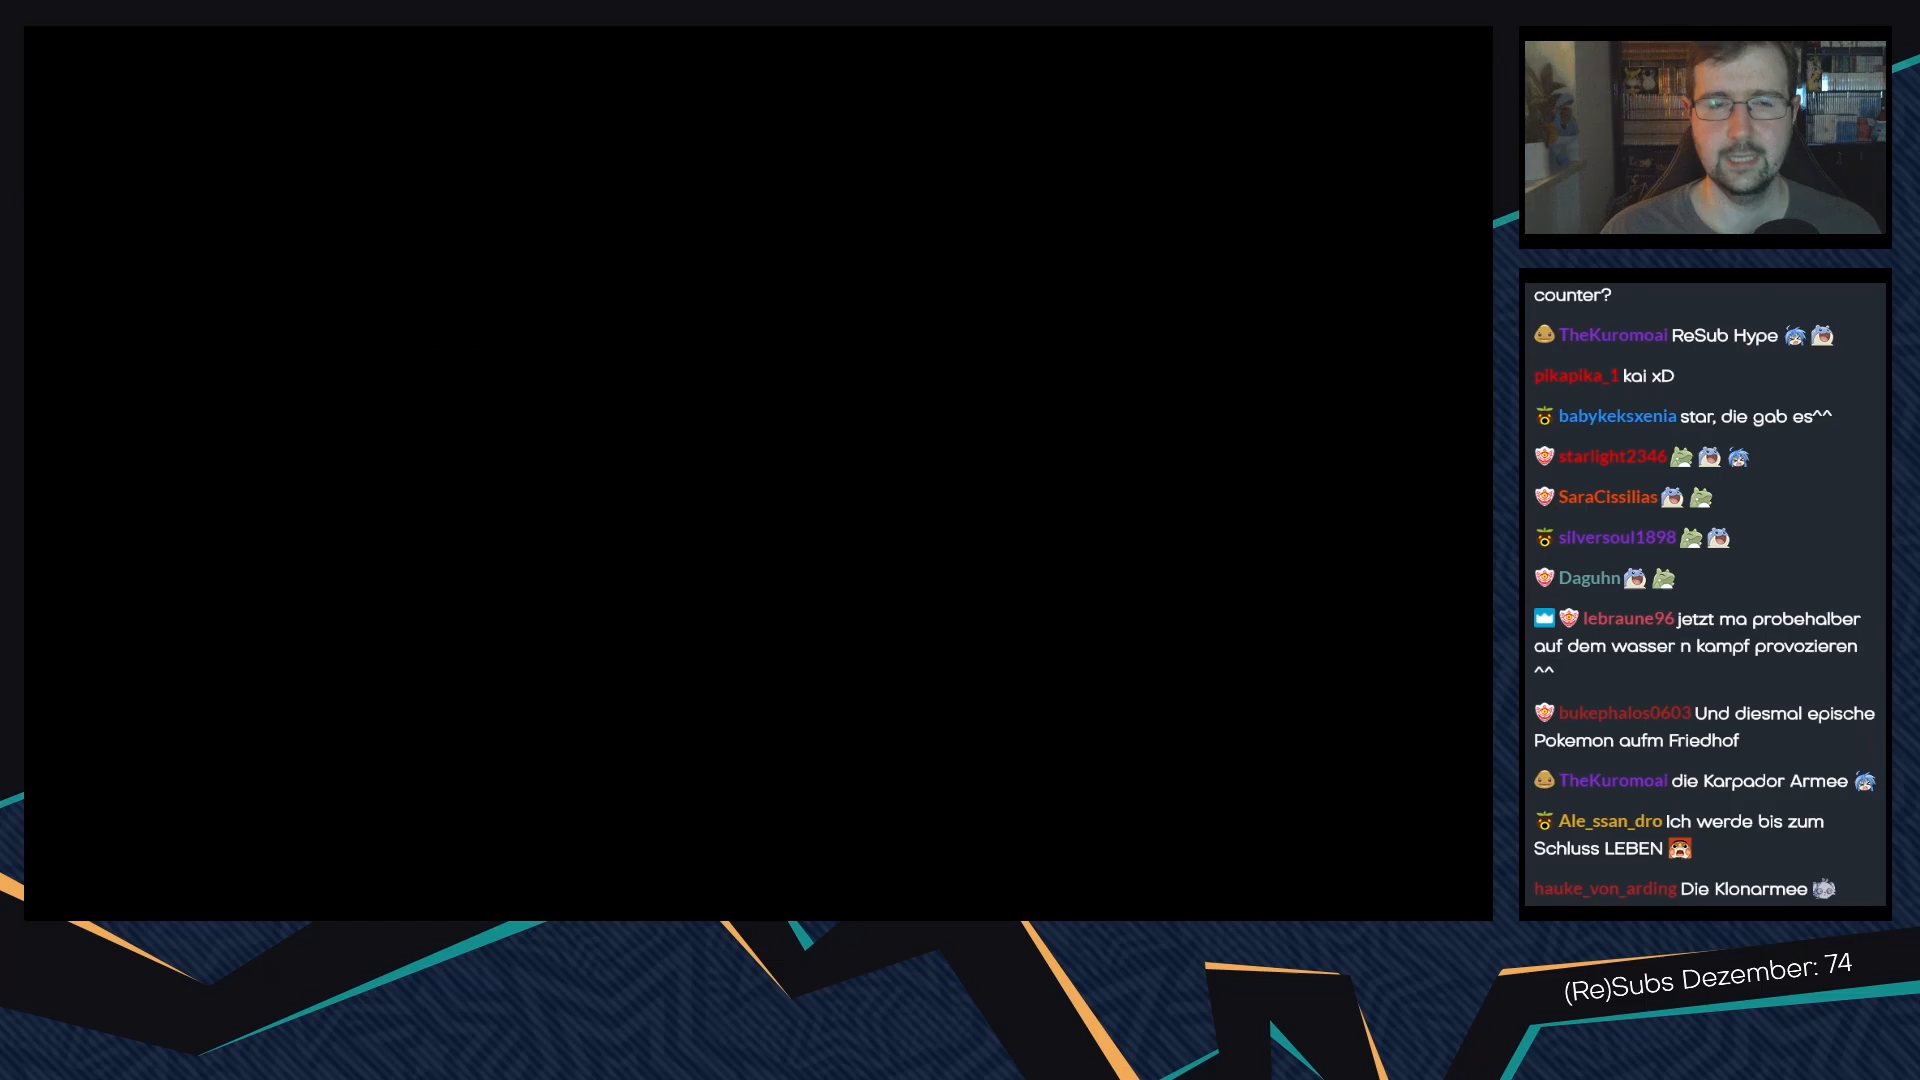 counter?
TheKuromoai ReSub Hype
pikapika_1 kai xD
babykeksxenia star, die gab es^^
starlight2346
SaraCissilias
silversoul1898
Daguhn
lebraune96 jetzt ma probehalber
auf dem wasser n kampf provozieren
^^
bukephalos0603 Und diesmal epische
Pokemon aufm Friedhof
TheKuromoai die Karpador Armee
Ale_ssan_dro Ich werde bis zum
Schluss LEBEN
hauke_von_arding Die Klonarmee
(Re)Subs Dezember: 74